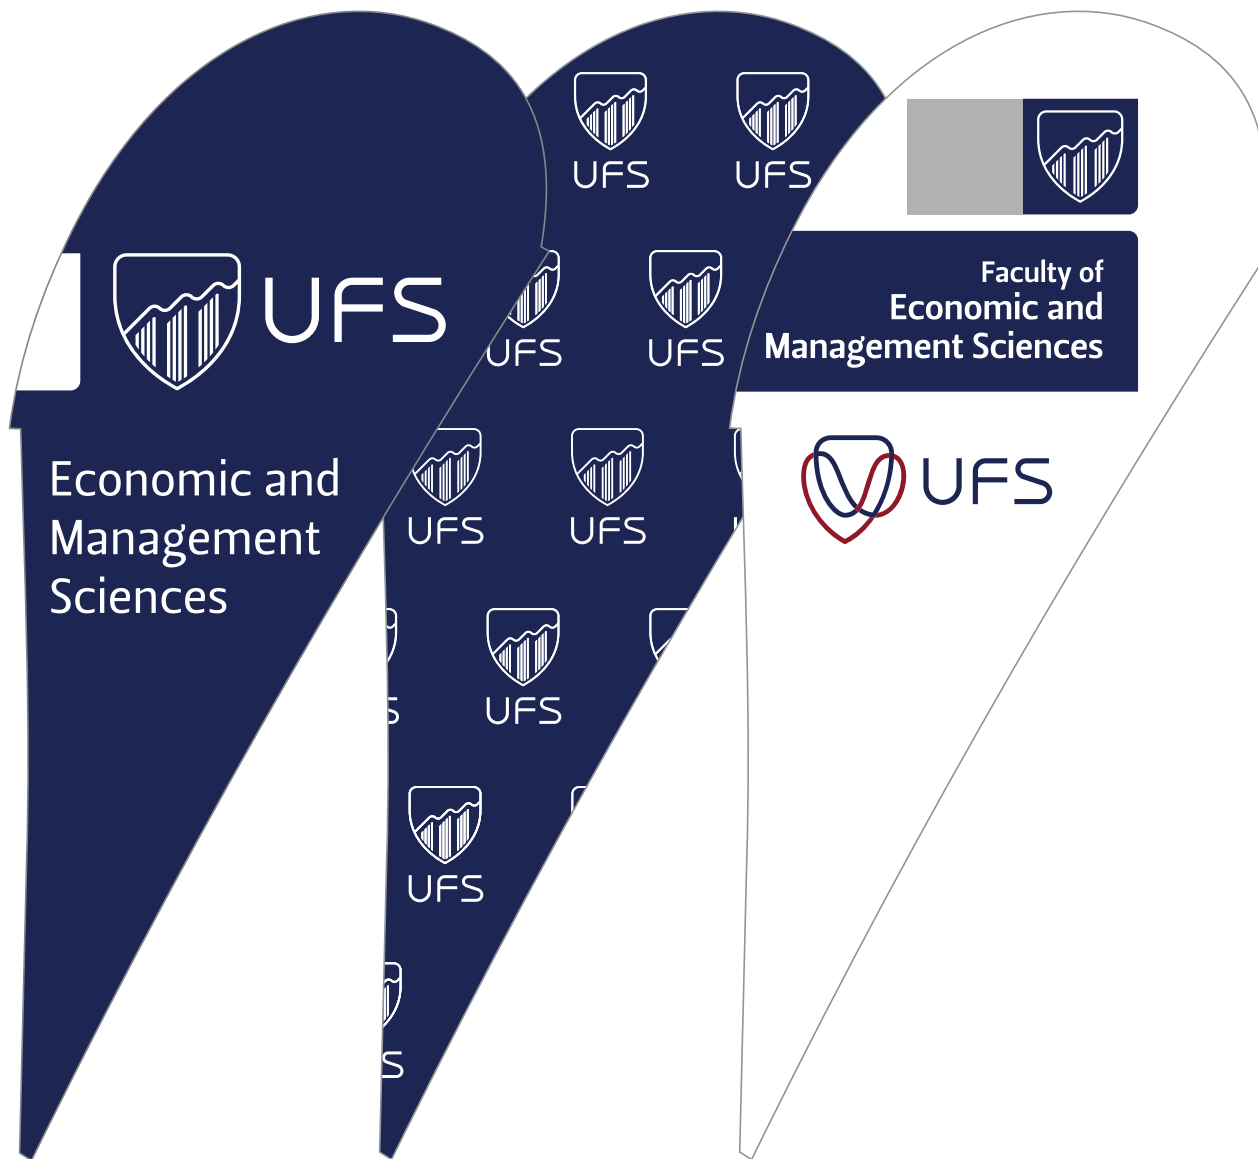 UFS
Economic and
Management
Sciences
UFS
UFS
UFS
UFS
UFS
UFS
UFS
S
UFS
S
Faculty of
Economic and
Management Sciences
UFS